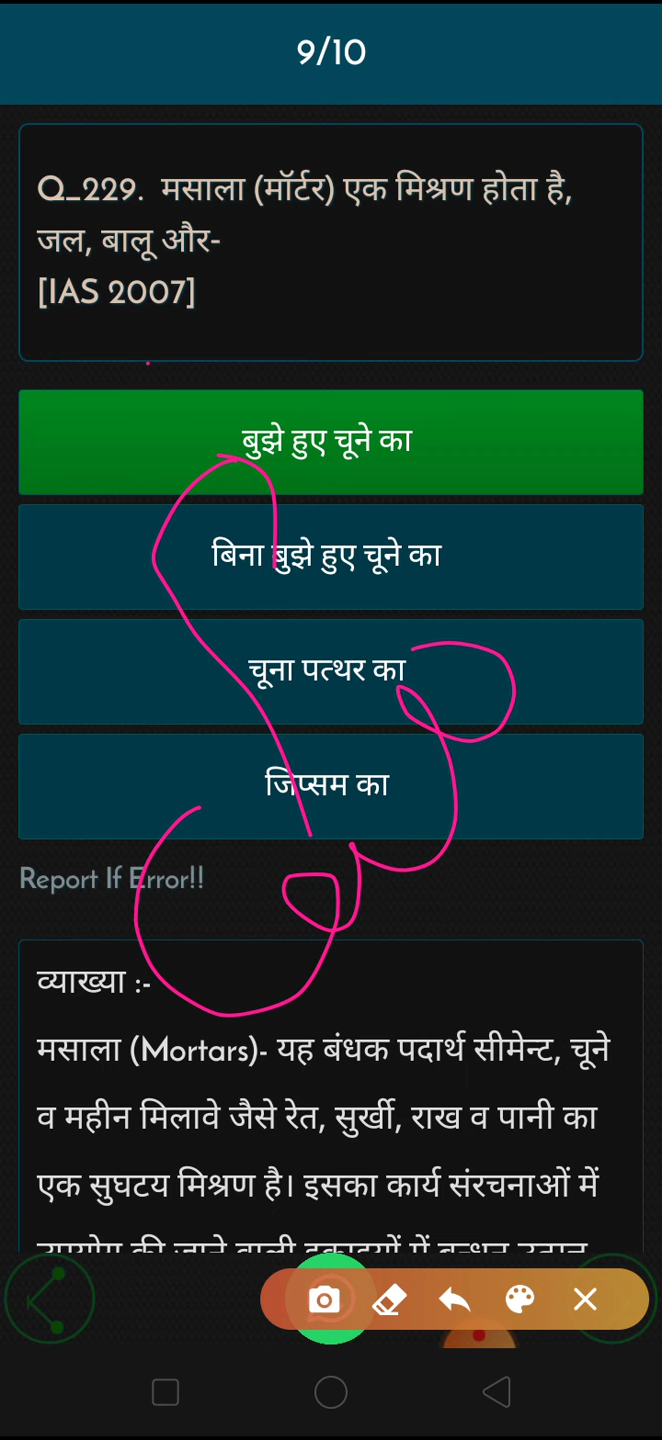 9/10
Q_229. मसाला (मॉर्टर) एक मिश्रण होता है,
जल, बालू और-
[IAS 2007]
बुझे हुए चूने का
बिना बुझे हुए चूने का
चूना पत्थर का
जिप्सम का
Report If Error!!
व्याख्या :-
मसाला (Mortars)- यह बंधक पदार्थ सीमेन्ट, चूने
व महीन मिलावे जैसे रेत, सुर्खी, राख व पानी का
एक सुघटय मिश्रण है। इसका कार्य संरचनाओं में